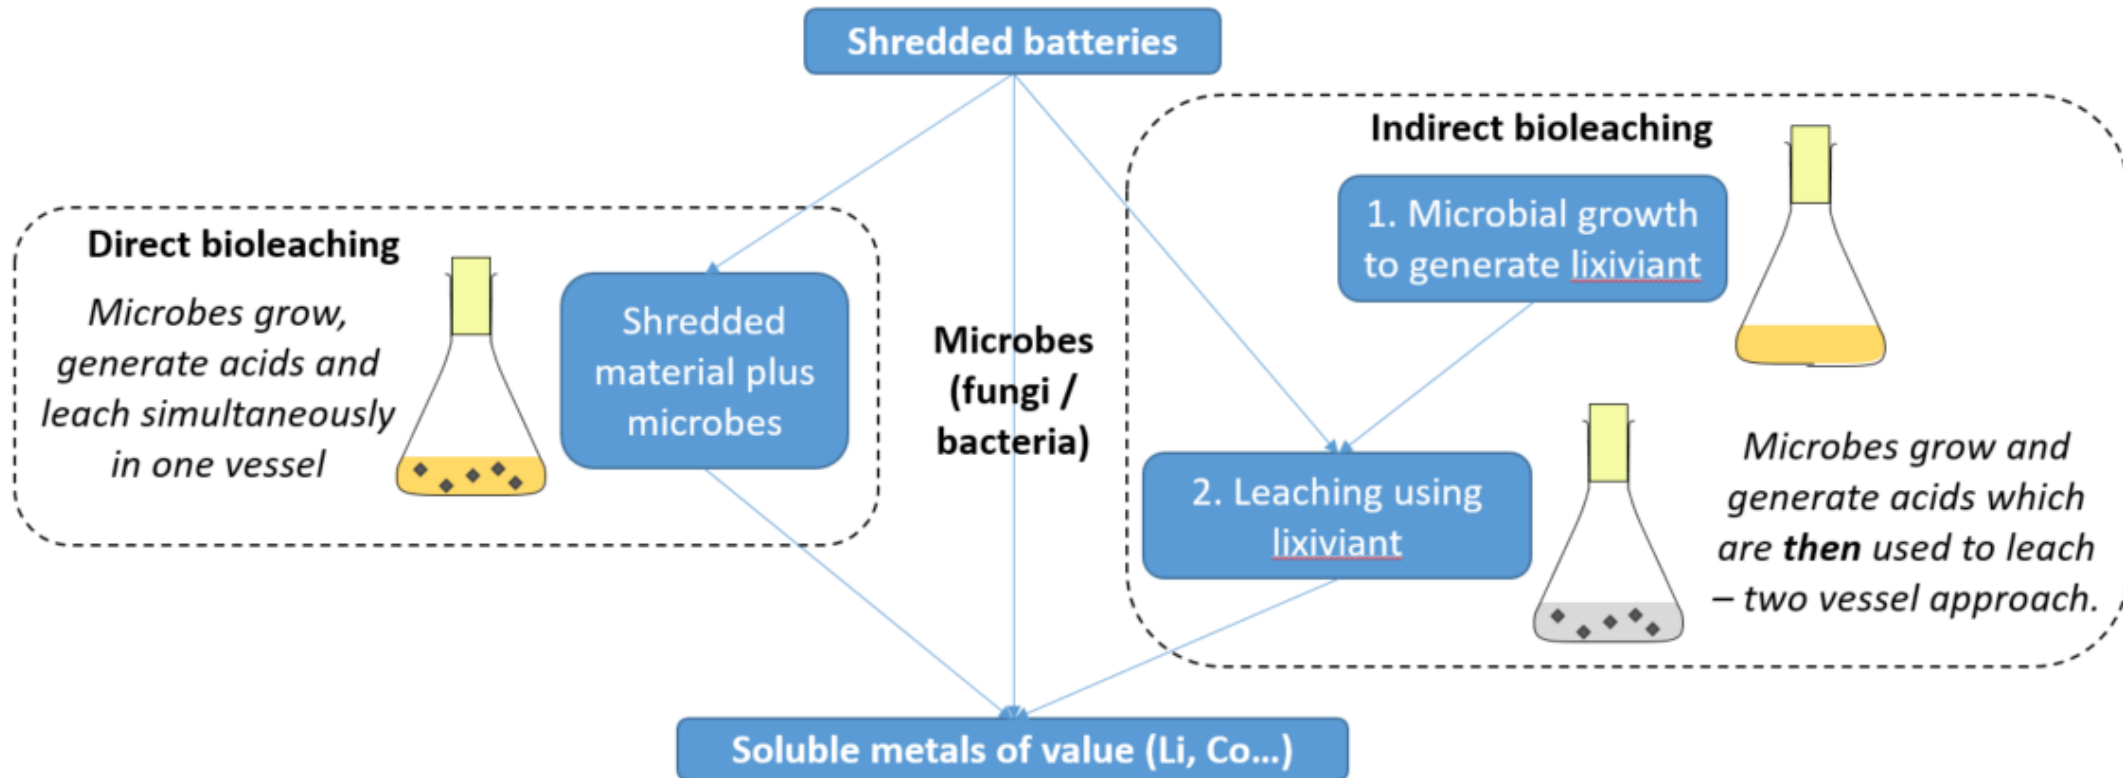 Shredded batteries
Direct bioleaching
Microbes grow,
generate acids and
leach simultaneously
in one vessel
Shredded
material plus
microbes
Microbes
(fungi /
bacteria)
Indirect bioleaching
1. Microbial growth
to generate lixiviant
2. Leaching using
lixiviant
Microbes grow and
generate acids which
are then used to leach
– two vessel approach.
Soluble metals of value (Li, Co...)